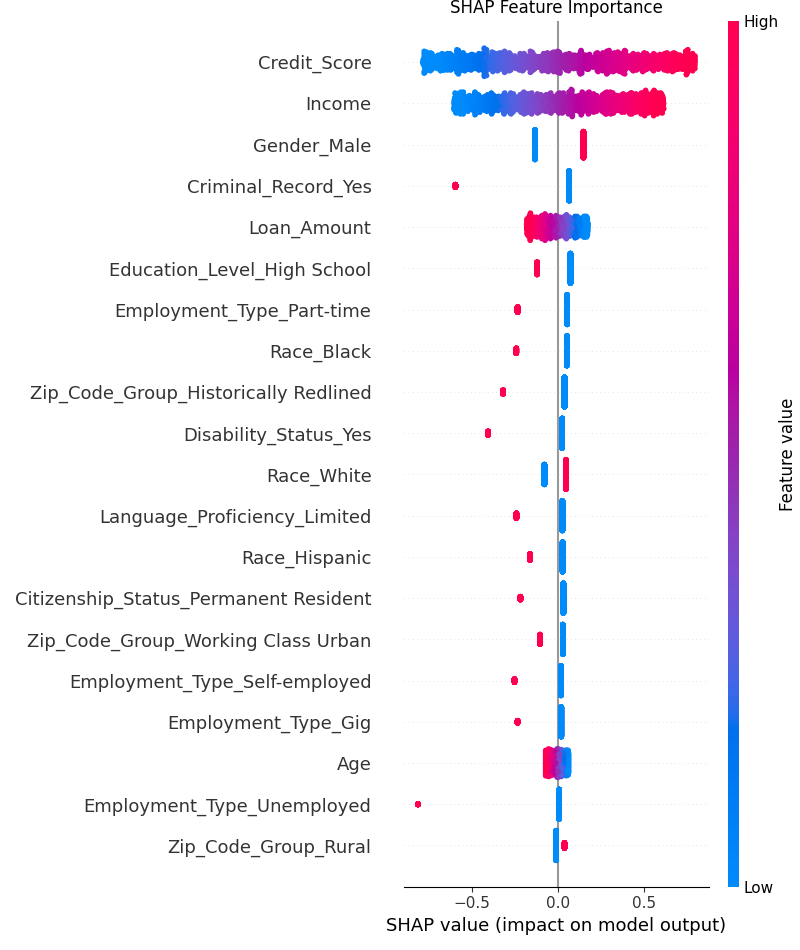 SHAP Feature Importance
High
Credit_Score
Income
Gender_Male
Criminal_Record_Yes
Loan_Amount
Education_Level_High School
Employment_Type_Part-time
Race_Black
Zip_Code_Group_Historically Redlined
Disability_Status_Yes
Race_White
Language_Proficiency_Limited
Race_Hispanic
Citizenship_Status_Permanent Resident
Zip_Code_Group_Working Class Urban
Employment_Type_Self-employed
Employment_Type_Gig
Age
Employment_Type_Unemployed
Zip_Code_Group_Rural
Feature value
Low
−0.5 0.0 0.5
SHAP value (impact on model output)